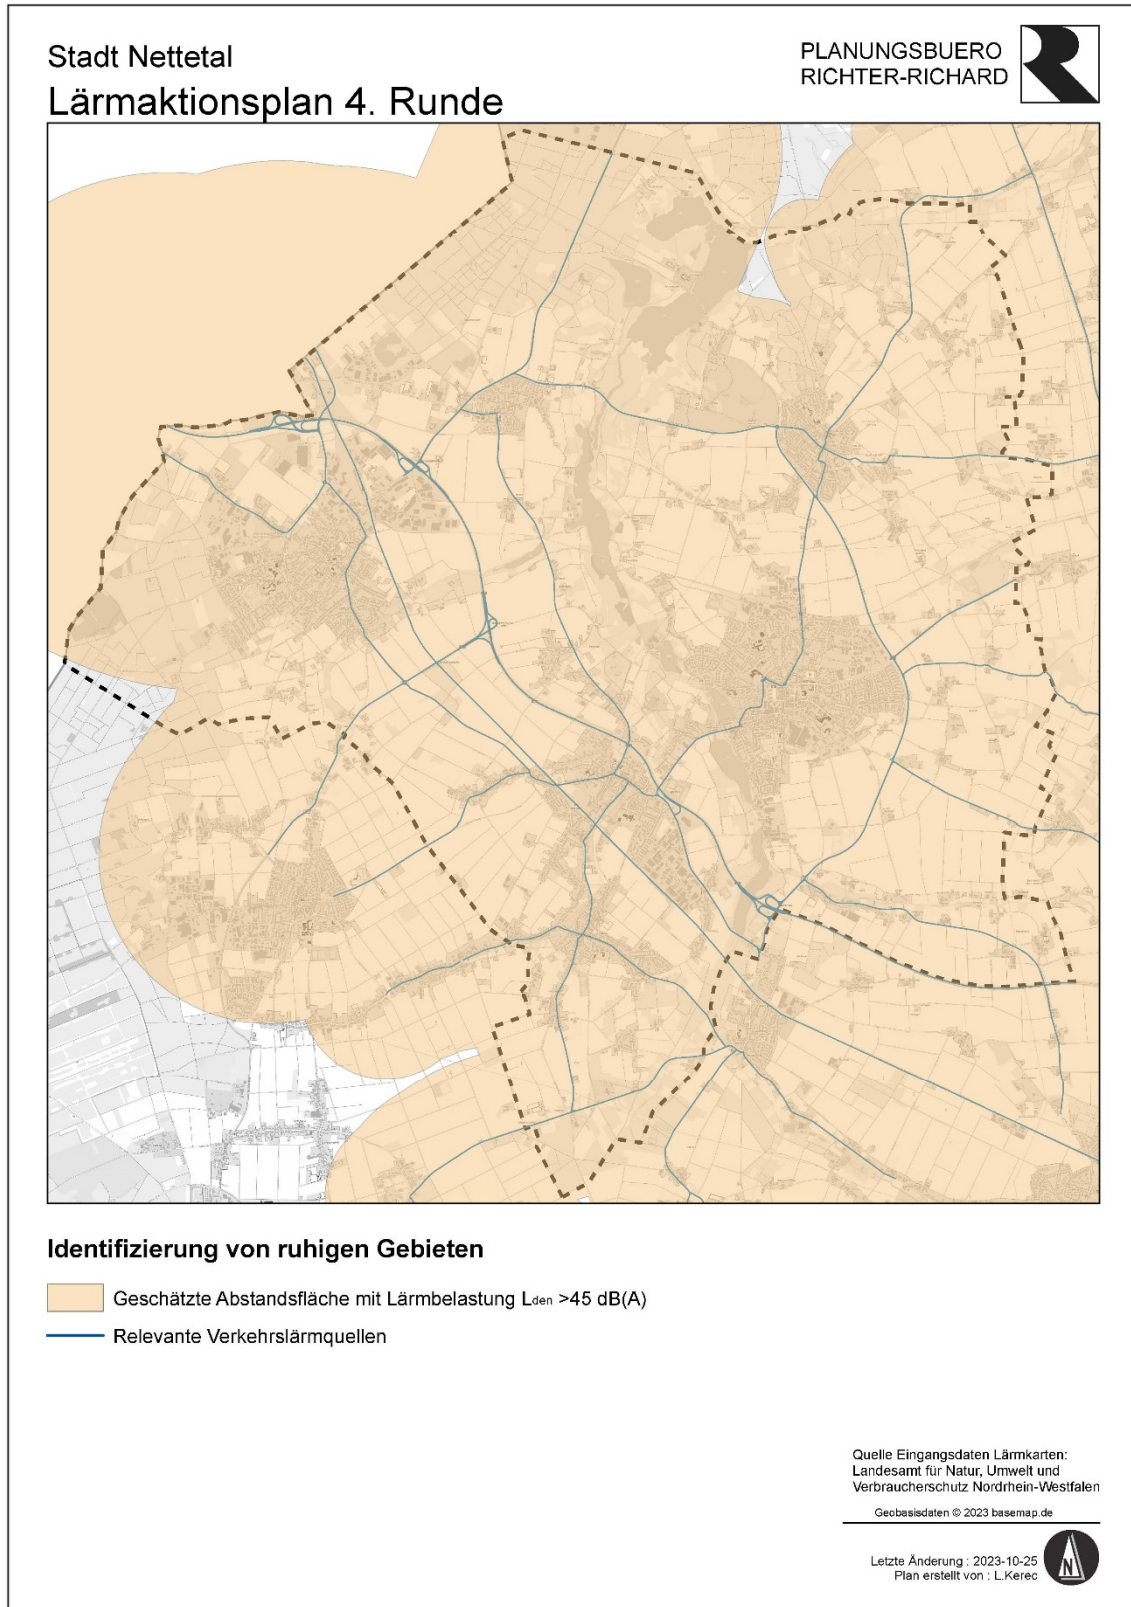 Stadt Nettetal
Lärmaktionsplan 4. Runde
PLANUNGSBUERO
RICHTER-RICHARD
Identifizierung von ruhigen Gebieten
Geschätzte Abstandsfläche mit Lärmbelastung Lden >45 dB(A)
Relevante Verkehrslärmquellen
Quelle Eingangsdaten Lärmkarten:
Landesamt für Natur, Umwelt und
Verbraucherschutz Nordrhein-Westfalen
Geobasisdaten © 2023 basemap.de
Letzte Änderung : 2023-10-25
Plan erstellt von : L.Kerec
N